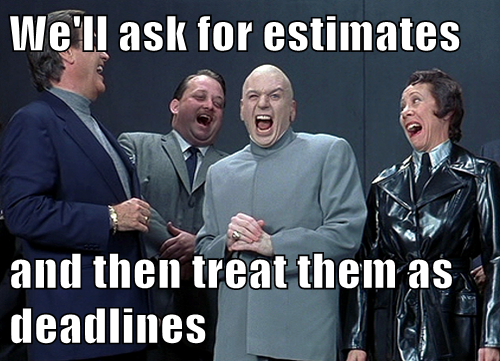 We'll ask for estimates
and then treat them as
deadlines